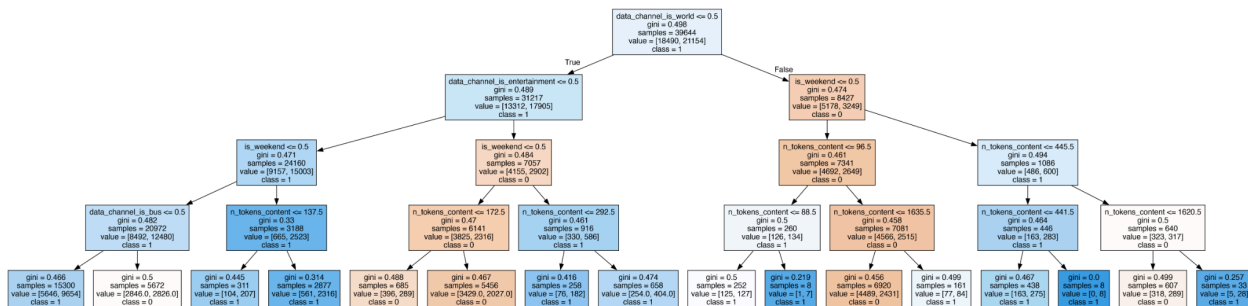 data_channel_is_world <= 0.5
gini = 0.498
samples = 39644
value = [18490, 21154]
class = 1
True
False
data_channel_is_entertainment <= 0.5
gini = 0.489
samples = 31217
value = [13312, 17905]
class = 1
is_weekend <= 0.5
gini = 0.474
samples = 8427
value = [5178, 3249]
class = 0
is_weekend <= 0.5
gini = 0.471
samples = 24160
value = [9157, 15003]
class = 1
is_weekend <= 0.5
gini = 0.484
samples = 7057
value = [4155, 2902]
class = 0
n_tokens_content <= 96.5
gini = 0.461
samples = 7341
value = [4692, 2649]
class = 0
n_tokens_content <= 445.5
gini = 0.494
samples = 1086
value = [486, 600]
class = 1
data_channel_is_bus <= 0.5
gini = 0.482
samples = 20972
value = [8492, 12480]
class = 1
n_tokens_content <= 137.5
gini = 0.33
samples = 3188
value = [665, 2523]
class = 1
n_tokens_content <= 172.5
gini = 0.47
samples = 6141
value = [3825, 2316]
class = 0
n_tokens_content <= 292.5
gini = 0.461
samples = 916
value = [330, 586]
class = 1
n_tokens_content <= 88.5
gini = 0.5
samples = 260
value = [126, 134]
class = 1
n_tokens_content <= 1635.5
gini = 0.458
samples = 7081
value = [4566, 2515]
class = 0
n_tokens_content <= 441.5
gini = 0.464
samples = 446
value = [163, 283]
class = 1
n_tokens_content <= 1620.5
gini = 0.5
samples = 640
value = [323, 317]
class = 0
gini = 0.466
samples = 15300
value = [5646, 9654]
class = 1
gini = 0.5
samples = 5672
value = [2846.0, 2826.0]
class = 0
gini = 0.445
samples = 311
value = [104, 207]
class = 1
gini = 0.314
samples = 2877
value = [561, 2316]
class = 1
gini = 0.488
samples = 685
value = [396, 289]
class = 0
gini = 0.467
samples = 5456
value = [3429.0, 2027.0]
class = 0
gini = 0.416
samples = 258
value = [76, 182]
class = 1
gini = 0.474
samples = 658
value = [254.0, 404.0]
class = 1
gini = 0.5
samples = 252
value = [125, 127]
class = 1
gini = 0.219
samples = 8
value = [1, 7]
class = 1
gini = 0.456
samples = 6920
value = [4489, 2431]
class = 0
gini = 0.499
samples = 161
value = [77, 84]
class = 1
gini = 0.467
samples = 438
value = [163, 275]
class = 1
gini = 0.0
samples = 8
value = [0, 8]
class = 1
gini = 0.499
samples = 607
value = [318, 289]
class = 0
gini = 0.257
samples = 33
value = [5, 28]
class = 1